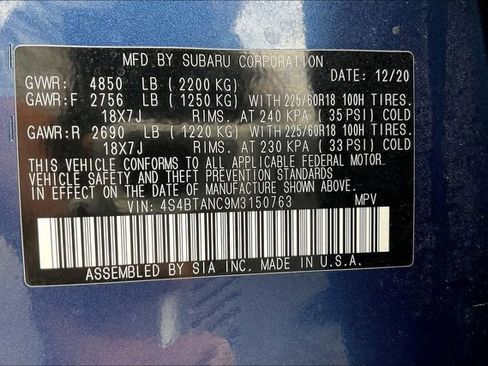 MFD BY SUBARU CORPORATION
GVWR: 4850 LB (2200 KG) DATE: 12/20
GAWR:F 2756 LB (1250 KG) WITH 225/60R18 100H TIRES.
18X7J RIMS. AT 240 KPA (35 PSI) COLD
GAWR:R 2690 LB (1220 KG) WITH 225/60R18 100H TIRES.
18X7J RIMS. AT 230 KPA (33 PSI) COLD
THIS VEHICLE CONFORMS TO ALL APPLICABLE FEDERAL MOTOR
VEHICLE SAFETY AND THEFT PREVENTION STANDARDS
IN EFFECT ON THE DATE OF MANUFACTURE SHOWN ABOVE.
VIN: 4S4BTANC9M3150763 MPV
ASSEMBLED BY SIA INC. MADE IN U.S.A.